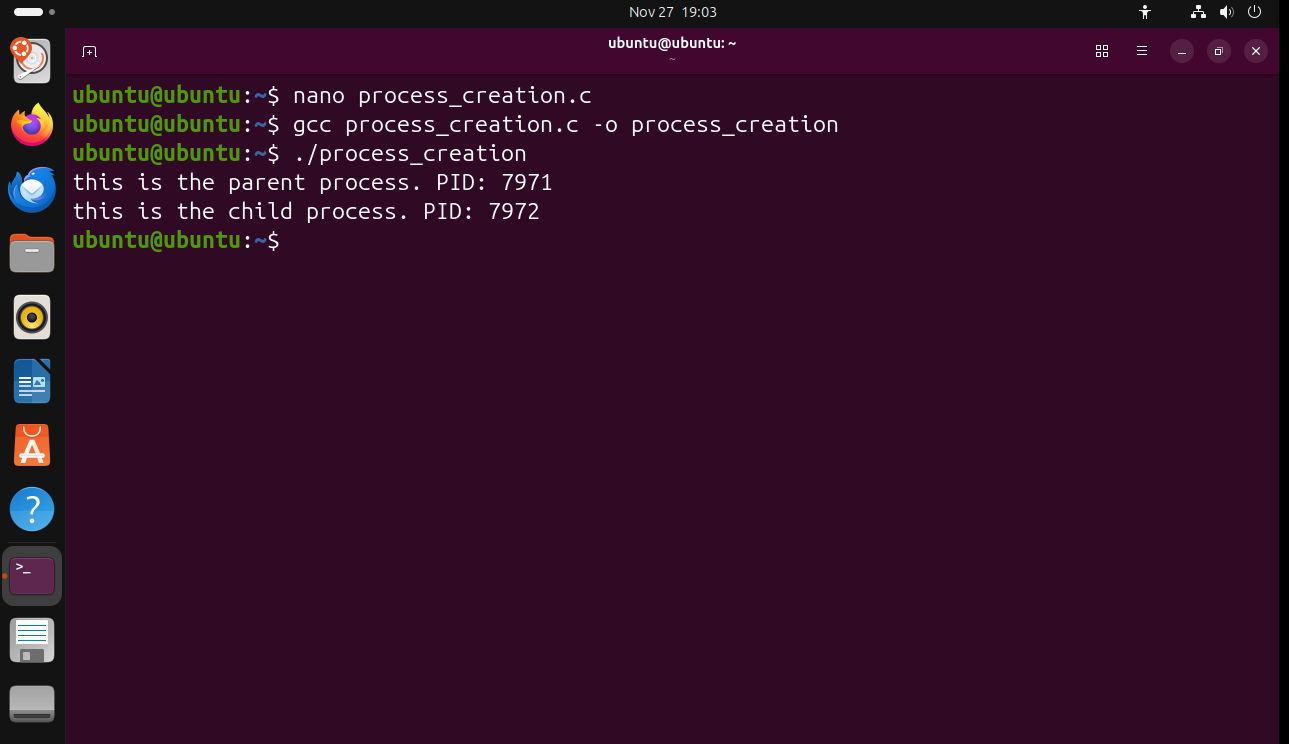 Nov 27 19:03
ubuntu@ubuntu: ~
~
ubuntu@ubuntu:~$ nano process_creation.c
ubuntu@ubuntu:~$ gcc process_creation.c -o process_creation
ubuntu@ubuntu:~$ ./process_creation
this is the parent process. PID: 7971
this is the child process. PID: 7972
ubuntu@ubuntu:~$